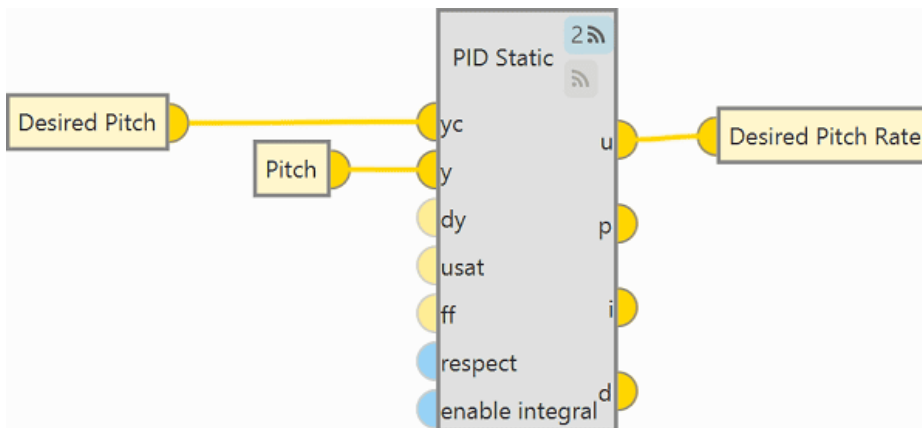 2
PID Static
Desired Pitch
yc
u
Desired Pitch Rate
Pitch
y
dy
p
usat
ff
i
respect
d
enable integral